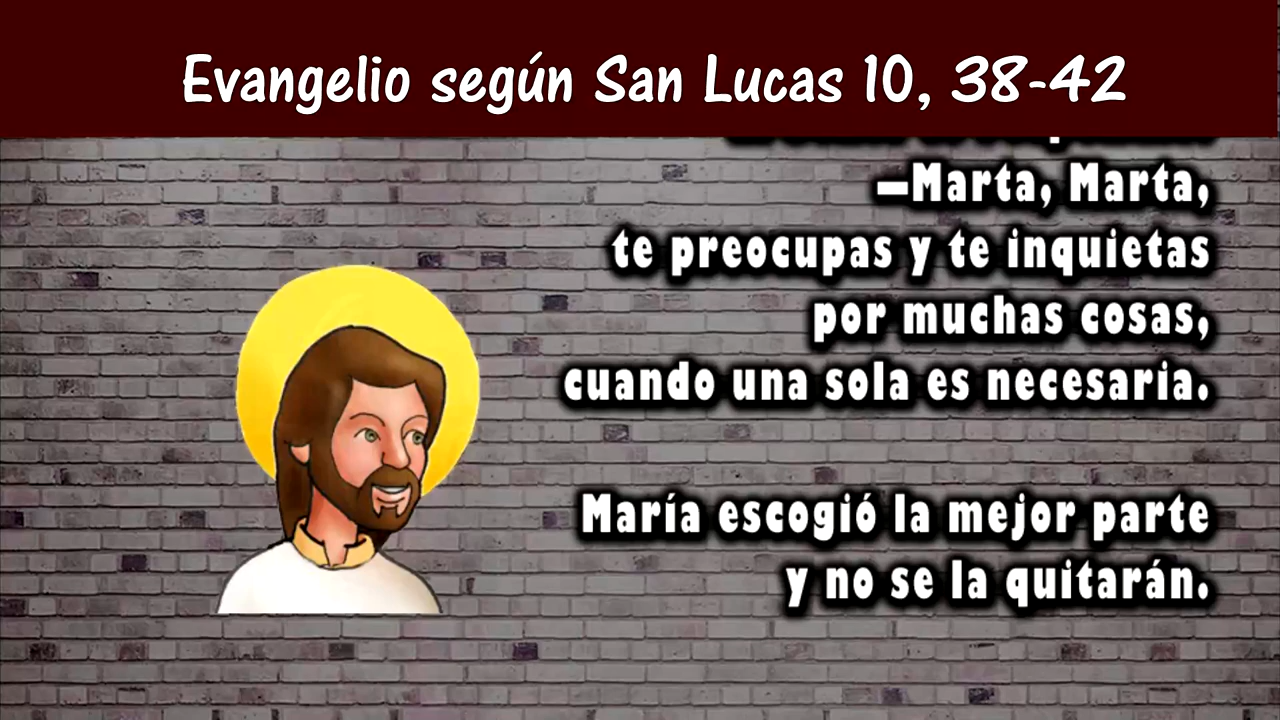 Evangelio según San Lucas 10, 38-42
—Marta, Marta,
te preocupas y te inquietas
por muchas cosas,
cuando una sola es necesaria.
María escogió la mejor parte
y no se la quitarán.